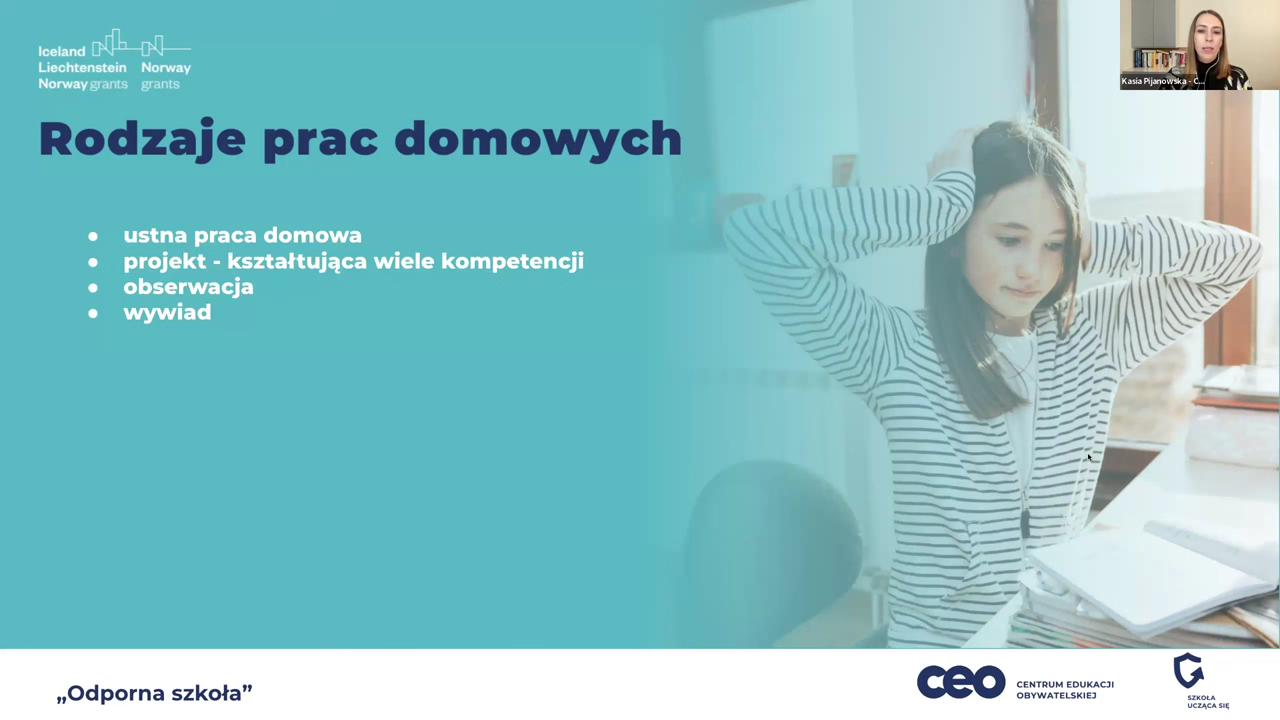 Iceland
Liechtenstein Norway
Norway grants grants
Kasia Pijanowska - C...
Rodzaje prac domowych
● ustna praca domowa
● projekt - kształtująca wiele kompetencji
● obserwacja
● wywiad
„Odporna szkoła”
ceo CENTRUM EDUKACJI
OBYWATELSKIEJ
SZKOŁA
UCZĄCA SIĘ